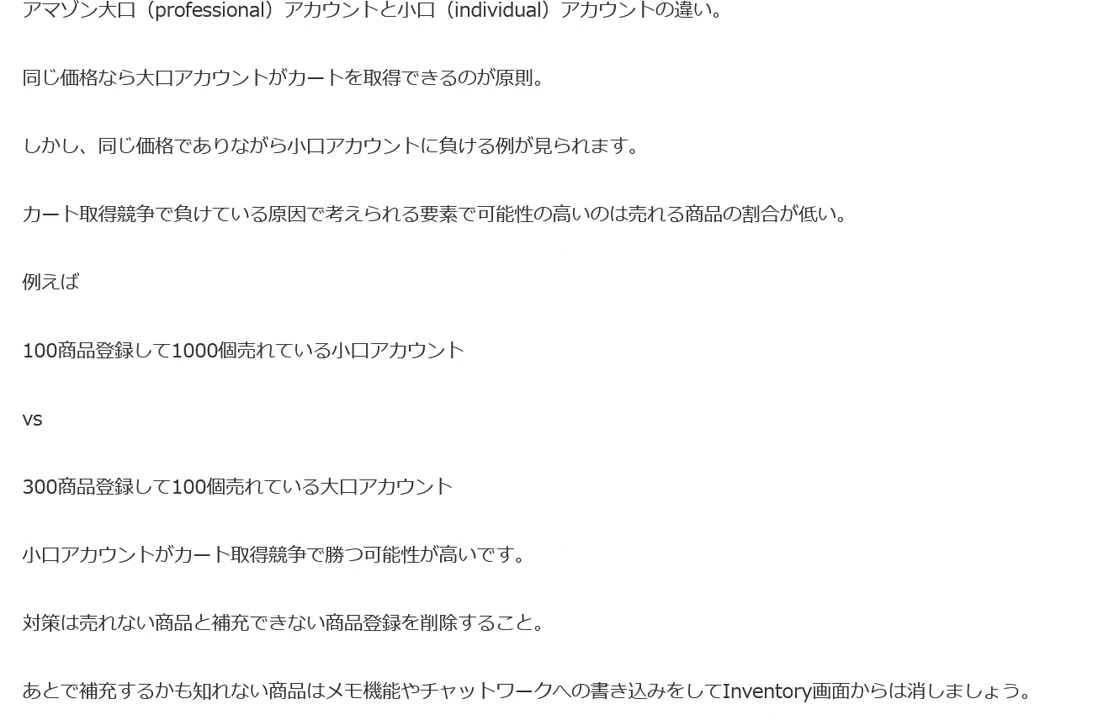 アマゾン大口（professional）アカウントと小口（individual）アカウントの違い。
同じ価格なら大口アカウントがカートを取得できるのが原則。
しかし、同じ価格でありながら小口アカウントに負ける例が見られます。
カート取得競争で負けている原因で考えられる要素で可能性の高いのは売れる商品の割合が低い。
例えば
100商品登録して1000個売れている小口アカウント
vs
300商品登録して100個売れている大口アカウント
小口アカウントがカート取得競争で勝つ可能性が高いです。
対策は売れない商品と補充できない商品登録を削除すること。
あとで補充するかも知れない商品はメモ機能やチャットワークへの書き込みをしてInventory画面からは消しましょう。